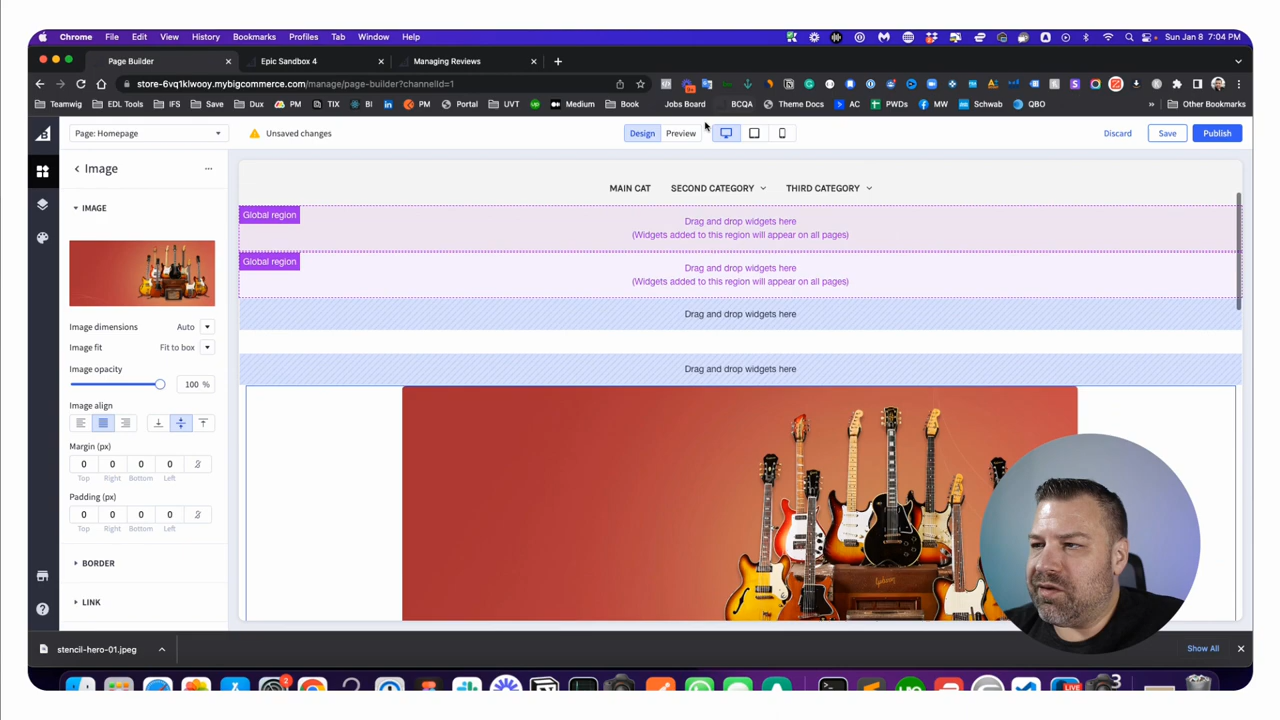 Chrome File Edit View History Bookmarks Profiles Tab Window Help
Sun Jan 8 7:04 PM
Page Builder
Epic Sandbox 4
Managing Reviews
store-6vq1klwooy.mybigcommerce.com/manage/page-builder?channelId=1
Teamwig EDL Tools IFS Save Dux PM TIX BI in PM Portal UVT up Medium Book Jobs Board BCQA Theme Docs AC PWDs MW Schwab QBO » Other Bookmarks
Page: Homepage
Unsaved changes
Design Preview
Discard Save Publish
Image
IMAGE
Image dimensions Auto
Image fit Fit to box
Image opacity
100 %
Image align
Margin (px)
0 0 0 0
Top Right Bottom Left
Padding (px)
0 0 0 0
Top Right Bottom Left
BORDER
LINK
MAIN CAT SECOND CATEGORY THIRD CATEGORY
Global region
Drag and drop widgets here
(Widgets added to this region will appear on all pages)
Global region
Drag and drop widgets here
(Widgets added to this region will appear on all pages)
Drag and drop widgets here
Drag and drop widgets here
stencil-hero-01.jpeg
Show All